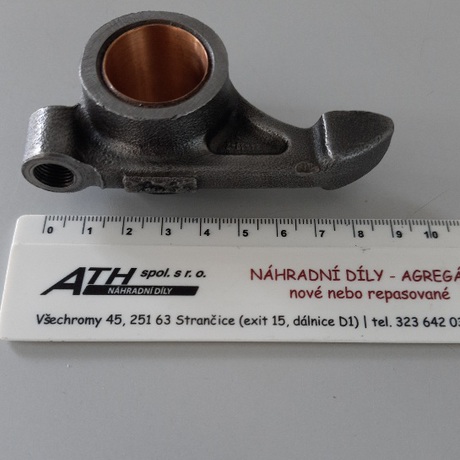 0 1 2 3 4 5 6 7 8 9 10
ATH spol. s r. o.
NÁHRADNÍ DÍLY
NÁHRADNÍ DÍLY - AGREGÁ
nové nebo repasované
Všechromy 45, 251 63 Strančice (exit 15, dálnice D1) | tel. 323 642 03